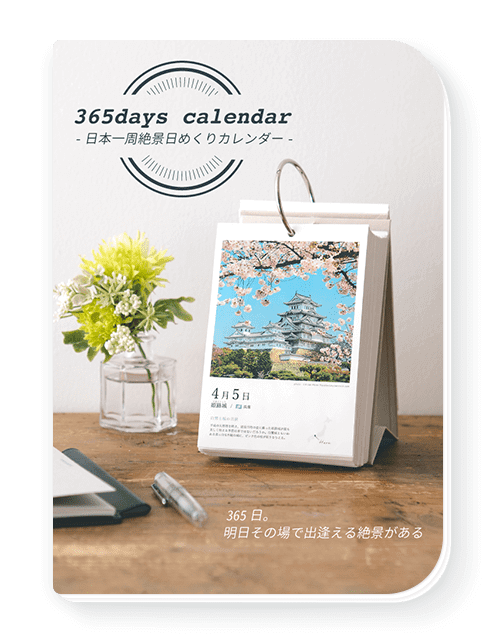 365days calendar
- 日本一周絶景日めくりカレンダー -
4月5日
姫路城 /
365 日。
明日その場で出逢える絶景がある